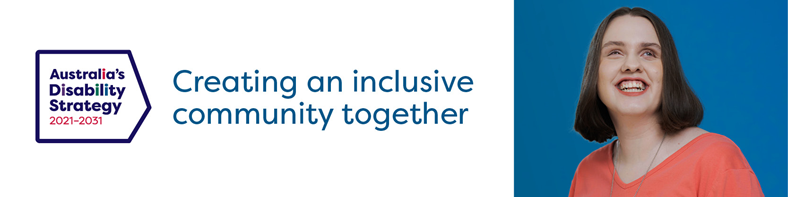 Australia's
Disability
Strategy
2021–2031
Creating an inclusive
community together